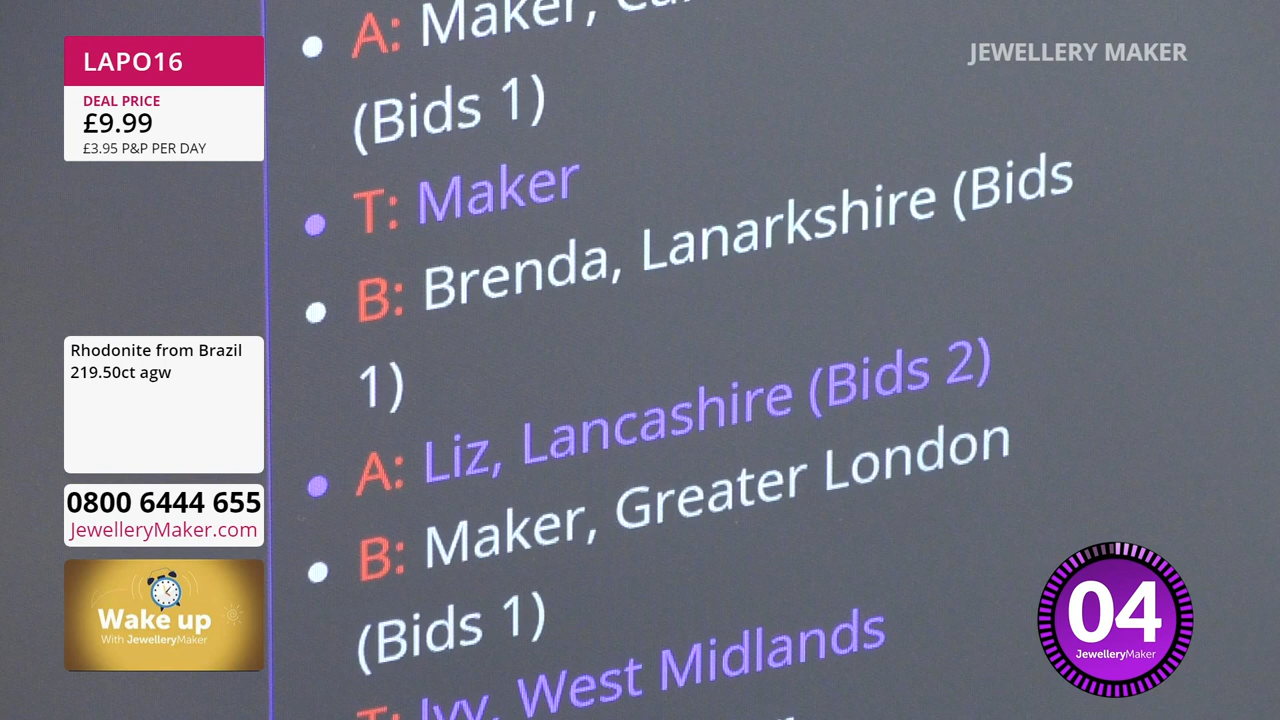 LAPO16
DEAL PRICE
£9.99
£3.95 P&P PER DAY
Rhodonite from Brazil
219.50ct agw
0800 6444 655
JewelleryMaker.com
Wake up
With JewelleryMaker
JEWELLERY MAKER
A: Maker,
(Bids 1)
T: Maker
B: Brenda, Lanarkshire (Bids
1)
A: Liz, Lancashire (Bids 2)
B: Maker, Greater London
(Bids 1)
T: Ivy, West Midlands
04
JewelleryMaker